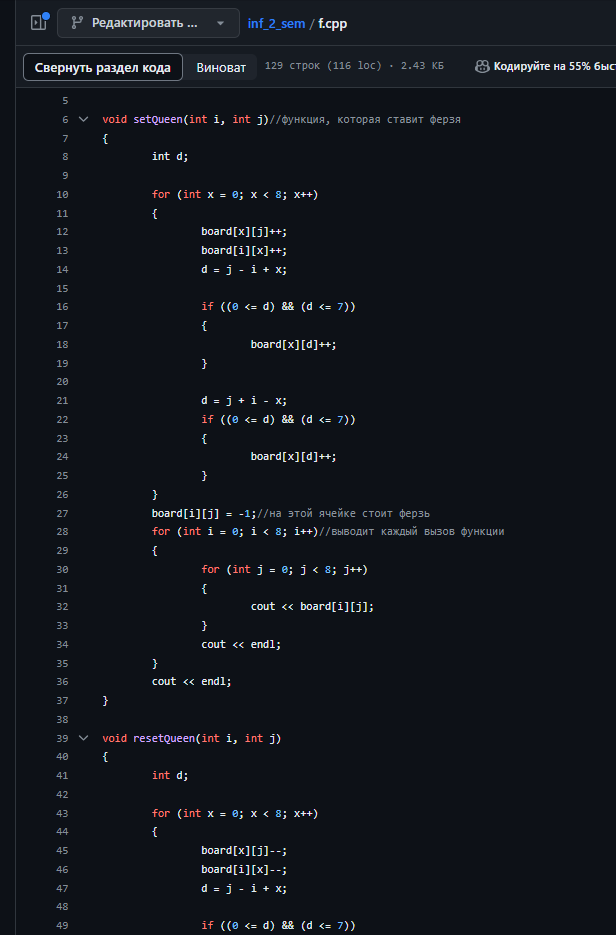 Редактировать ... inf_2_sem / f.cpp
Свернуть раздел кода Виноват 129 строк (116 loc) · 2.43 КБ Кодируйте на 55% быст
5
6 void setQueen(int i, int j)//функция, которая ставит ферзя
7 {
8 int d;
9
10 for (int x = 0; x < 8; x++)
11 {
12 board[x][j]++;
13 board[i][x]++;
14 d = j - i + x;
15
16 if ((0 <= d) && (d <= 7))
17 {
18 board[x][d]++;
19 }
20
21 d = j + i - x;
22 if ((0 <= d) && (d <= 7))
23 {
24 board[x][d]++;
25 }
26 }
27 board[i][j] = -1;//на этой ячейке стоит ферзь
28 for (int i = 0; i < 8; i++)//выводит каждый вызов функции
29 {
30 for (int j = 0; j < 8; j++)
31 {
32 cout << board[i][j];
33 }
34 cout << endl;
35 }
36 cout << endl;
37 }
38
39 void resetQueen(int i, int j)
40 {
41 int d;
42
43 for (int x = 0; x < 8; x++)
44 {
45 board[x][j]--;
46 board[i][x]--;
47 d = j - i + x;
48
49 if ((0 <= d) && (d <= 7))